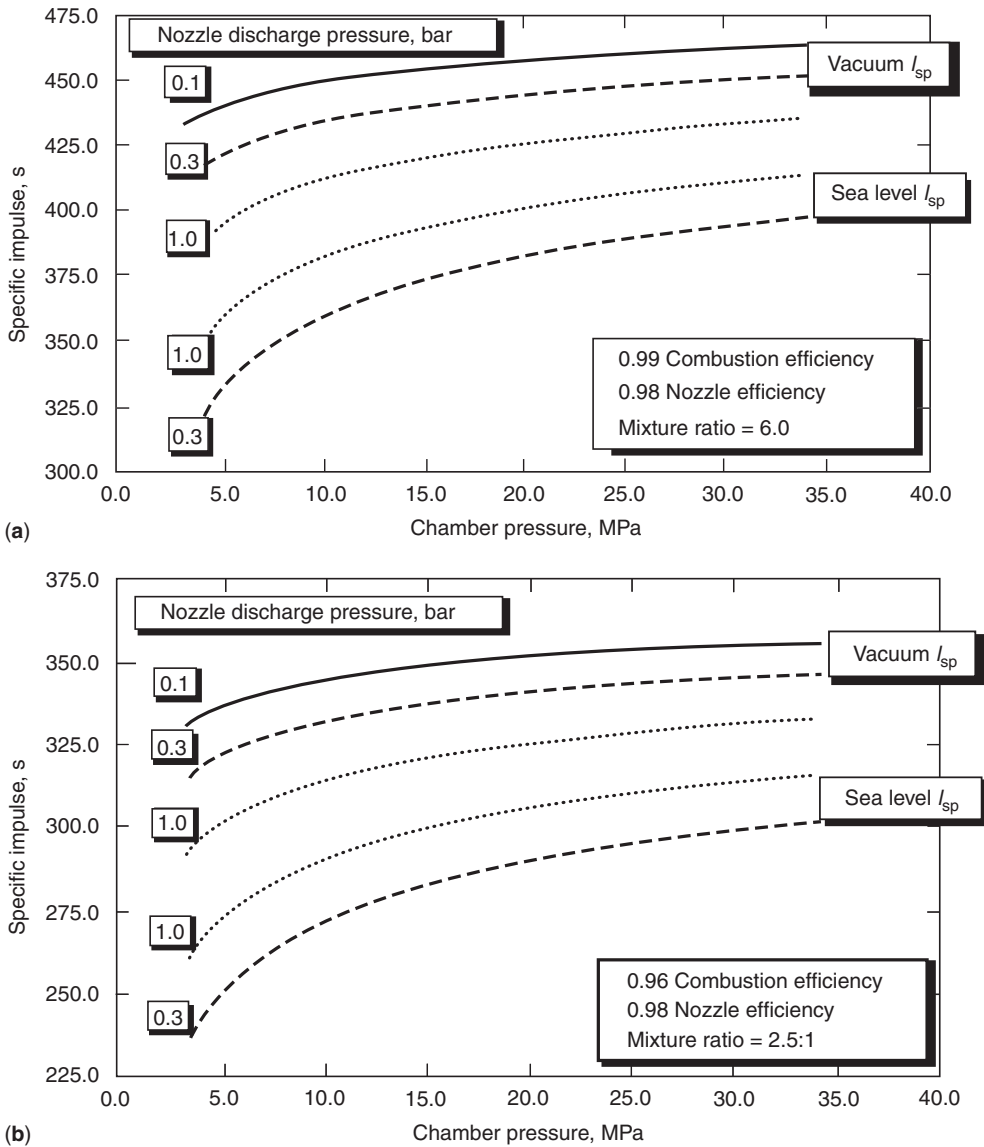 475.0
Nozzle discharge pressure, bar
450.0
0.1
Vacuum Isp
425.0
0.3
400.0
1.0
Sea level Isp
375.0
350.0
1.0
325.0
0.3
300.0
Specific impulse, s
0.99 Combustion efficiency
0.98 Nozzle efficiency
Mixture ratio = 6.0
0.0 5.0 10.0 15.0 20.0 25.0 30.0 35.0 40.0
Chamber pressure, MPa
(a)
375.0
Nozzle discharge pressure, bar
350.0
0.1
Vacuum Isp
325.0
0.3
300.0
1.0
Sea level Isp
275.0
1.0
250.0
0.3
225.0
Specific impulse, s
0.96 Combustion efficiency
0.98 Nozzle efficiency
Mixture ratio = 2.5:1
0.0 5.0 10.0 15.0 20.0 25.0 30.0 35.0 40.0
Chamber pressure, MPa
(b)